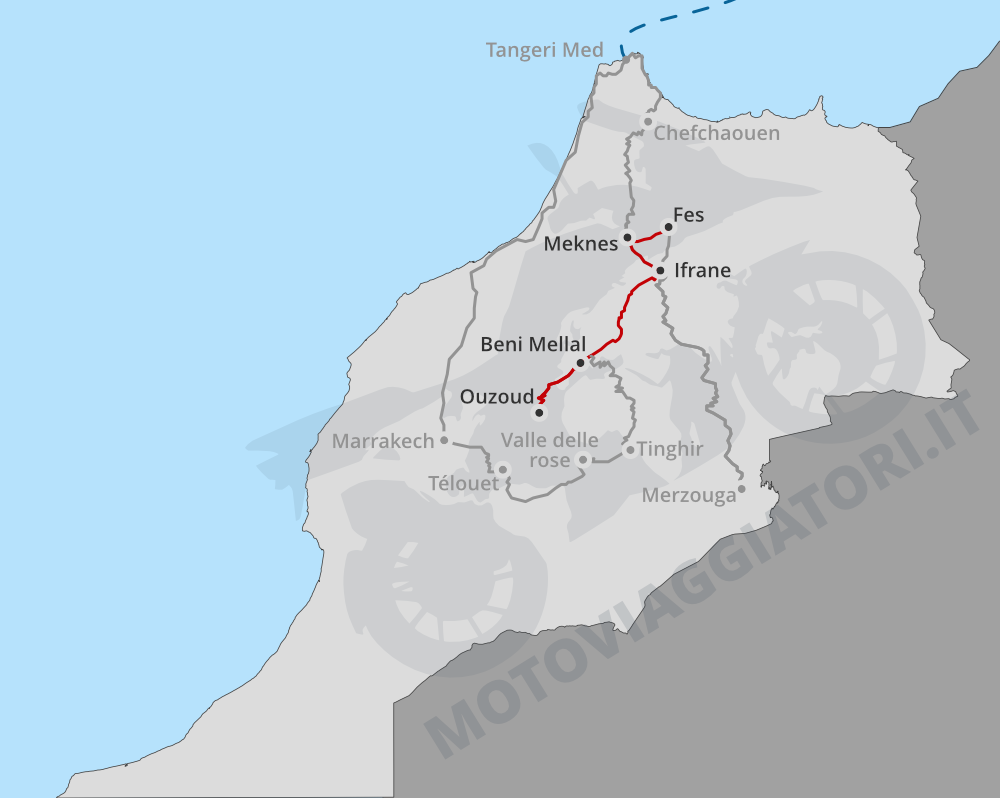 Tangeri Med
Chefchaouen
Fes
Meknes
Ifrane
Beni Mellal
Ouzoud
Marrakech
Valle delle
rose
Tinghir
Télouet
Merzouga
MOTOVIAGGIATORI.IT